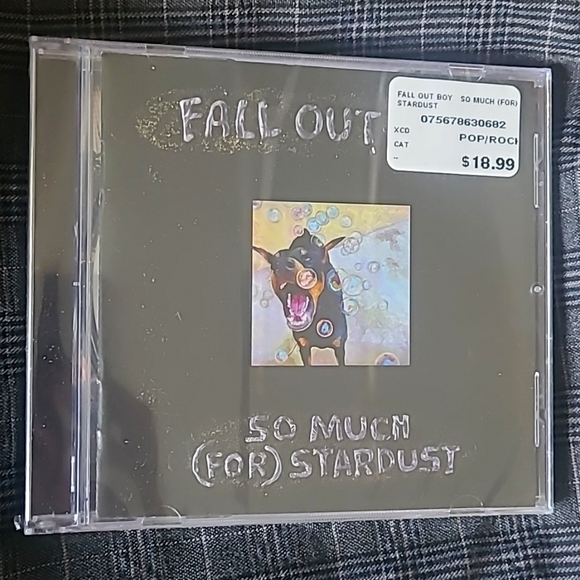 FALL OUT
FALL OUT BOY SO MUCH (FOR)
STARDUST
075678630682
XCD POP/ROCK
CAT
--
$18.99
SO MUCH
(FOR) STARDUST